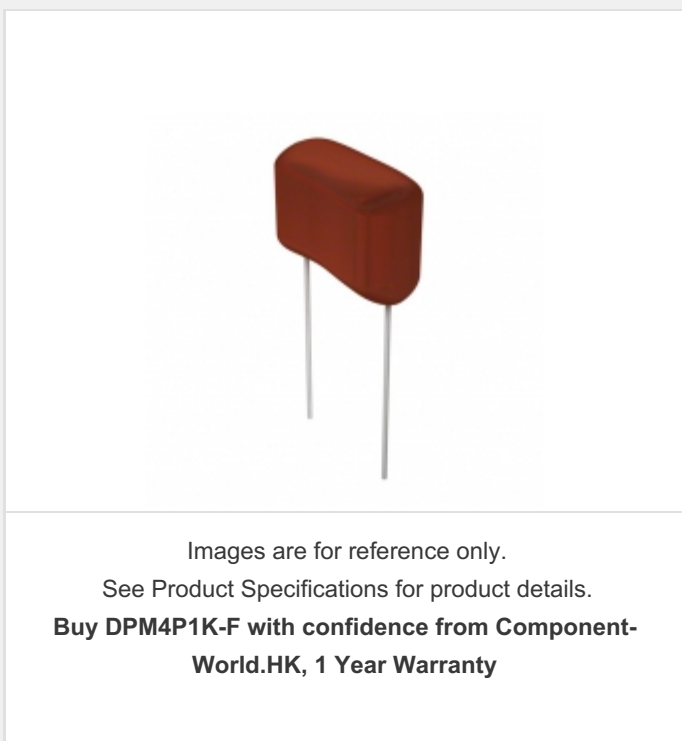 Images are for reference only.
See Product Specifications for product details.
Buy DPM4P1K-F with confidence from Component-
World.HK, 1 Year Warranty